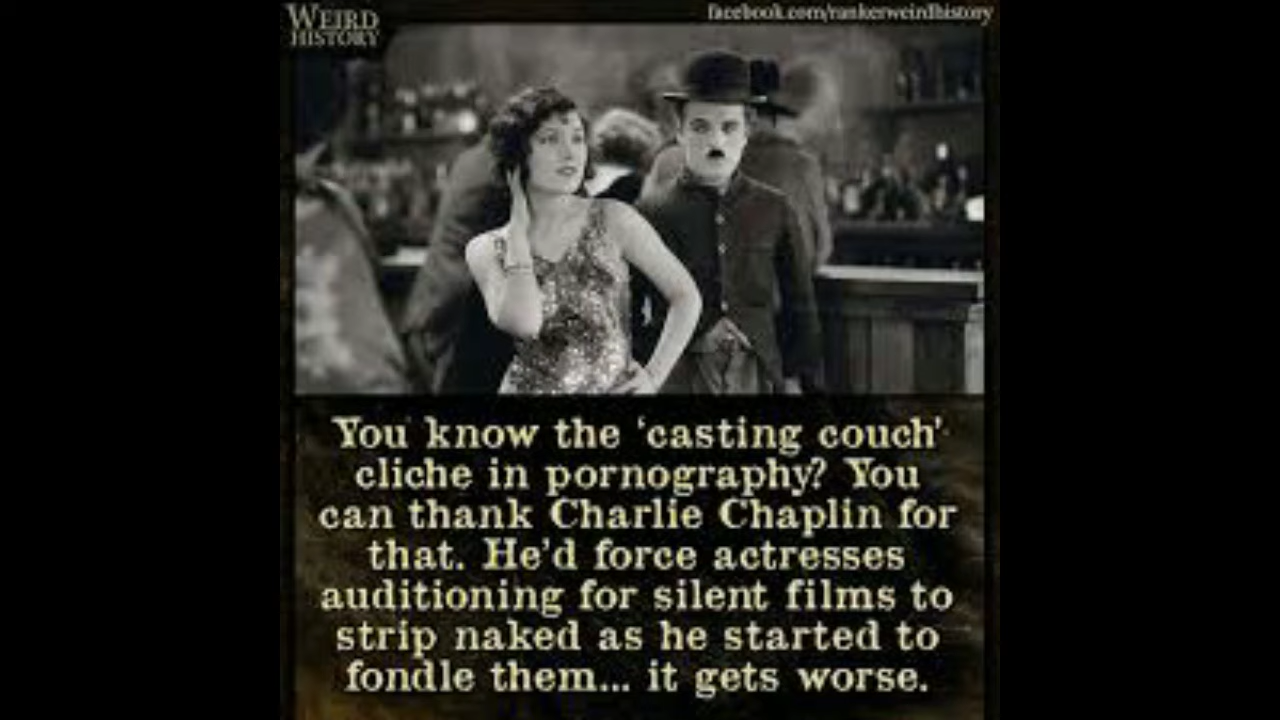 WEIRD
HISTORY
facebook.com/rankerweirdhistory
You know the 'casting couch'
cliche in pornography? You
can thank Charlie Chaplin for
that. He'd force actresses
auditioning for silent films to
strip naked as he started to
fondle them... it gets worse.